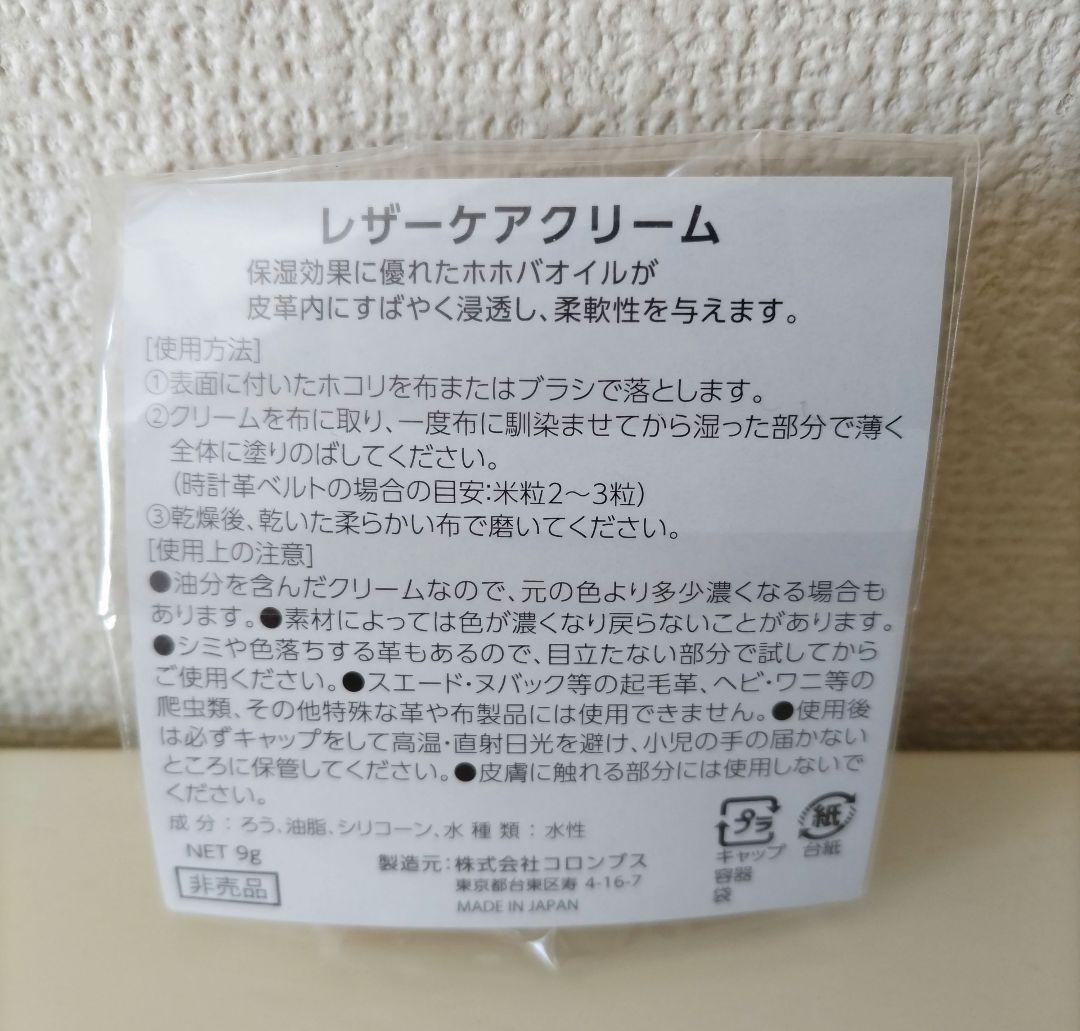 レザーケアクリーム
保湿効果に優れたホホバオイルが
皮革内にすばやく浸透し、柔軟性を与えます。
[使用方法]
①表面に付いたホコリを布またはブラシで落とします。
②クリームを布に取り、一度布に馴染ませてから湿った部分で薄く
全体に塗りのばしてください。
(時計革ベルトの場合の目安:米粒2～3粒)
③乾燥後、乾いた柔らかい布で磨いてください。
[使用上の注意]
●油分を含んだクリームなので、元の色より多少濃くなる場合も
あります。●素材によっては色が濃くなり戻らないことがあります。
●シミや色落ちする革もあるので、目立たない部分で試してから
ご使用ください。●スエード・ヌバック等の起毛革、ヘビ・ワニ等の
爬虫類、その他特殊な革や布製品には使用できません。●使用後
は必ずキャップをして高温・直射日光を避け、小児の手の届かない
ところに保管してください。●皮膚に触れる部分には使用しないで
ください。
成分:ろう、油脂、シリコーン、水 種類:水性
NET 9g
非売品
製造元:株式会社コロンブス
東京都台東区寿 4-16-7
MADE IN JAPAN
プラ
キャップ
容器
袋
紙
台紙